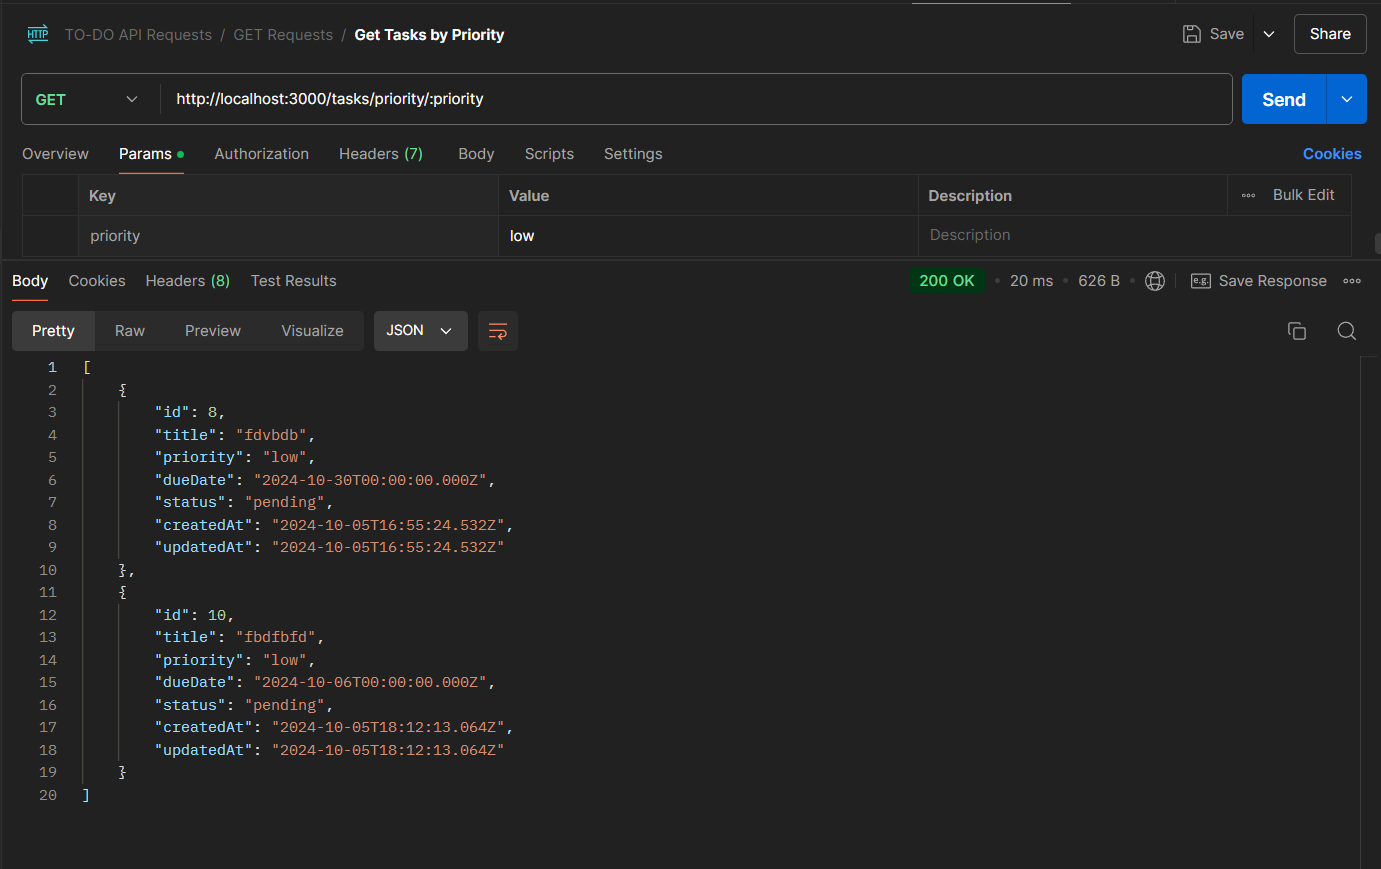 HTTP TO-DO API Requests / GET Requests / Get Tasks by Priority Save Share
GET http://localhost:3000/tasks/priority/:priority Send
Overview Params Authorization Headers (7) Body Scripts Settings Cookies
Key Value Description Bulk Edit
priority low Description
Body Cookies Headers (8) Test Results 200 OK 20 ms 626 B e.g. Save Response
Pretty Raw Preview Visualize JSON
1 [
2 {
3 "id": 8,
4 "title": "fdvbdb",
5 "priority": "low",
6 "dueDate": "2024-10-30T00:00:00.000Z",
7 "status": "pending",
8 "createdAt": "2024-10-05T16:55:24.532Z",
9 "updatedAt": "2024-10-05T16:55:24.532Z"
10 },
11 {
12 "id": 10,
13 "title": "fbdfbfd",
14 "priority": "low",
15 "dueDate": "2024-10-06T00:00:00.000Z",
16 "status": "pending",
17 "createdAt": "2024-10-05T18:12:13.064Z",
18 "updatedAt": "2024-10-05T18:12:13.064Z"
19 }
20 ]